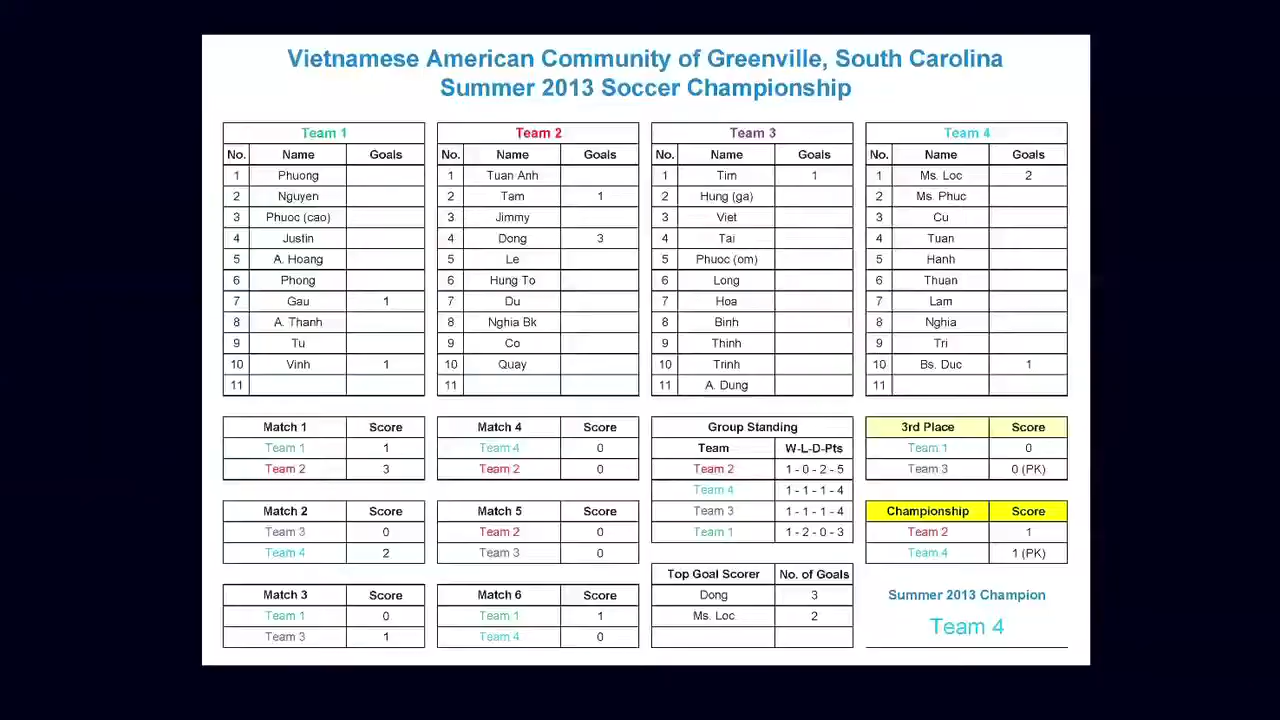 Vietnamese American Community of Greenville, South Carolina
Summer 2013 Soccer Championship
Team 1
No. Name Goals
1 Phuong
2 Nguyen
3 Phuoc (cao)
4 Justin
5 A. Hoang
6 Phong
7 Gau 1
8 A. Thanh
9 Tu
10 Vinh 1
11
Team 2
No. Name Goals
1 Tuan Anh
2 Tam 1
3 Jimmy
4 Dong 3
5 Le
6 Hung To
7 Du
8 Nghia Bk
9 Co
10 Quay
11
Team 3
No. Name Goals
1 Tim 1
2 Hung (ga)
3 Viet
4 Tai
5 Phuoc (om)
6 Long
7 Hoa
8 Binh
9 Thinh
10 Trinh
11 A. Dung
Team 4
No. Name Goals
1 Ms. Loc 2
2 Ms. Phuc
3 Cu
4 Tuan
5 Hanh
6 Thuan
7 Lam
8 Nghia
9 Tri
10 Bs. Duc 1
11
Match 1 Score
Team 1 1
Team 2 3
Match 2 Score
Team 3 0
Team 4 2
Match 3 Score
Team 1 0
Team 3 1
Match 4 Score
Team 4 0
Team 2 0
Match 5 Score
Team 2 0
Team 3 0
Match 6 Score
Team 1 1
Team 4 0
Group Standing
Team W-L-D-Pts
Team 2 1 - 0 - 2 - 5
Team 4 1 - 1 - 1 - 4
Team 3 1 - 1 - 1 - 4
Team 1 1 - 2 - 0 - 3
Top Goal Scorer No. of Goals
Dong 3
Ms. Loc 2
3rd Place Score
Team 1 0
Team 3 0 (PK)
Championship Score
Team 2 1
Team 4 1 (PK)
Summer 2013 Champion
Team 4